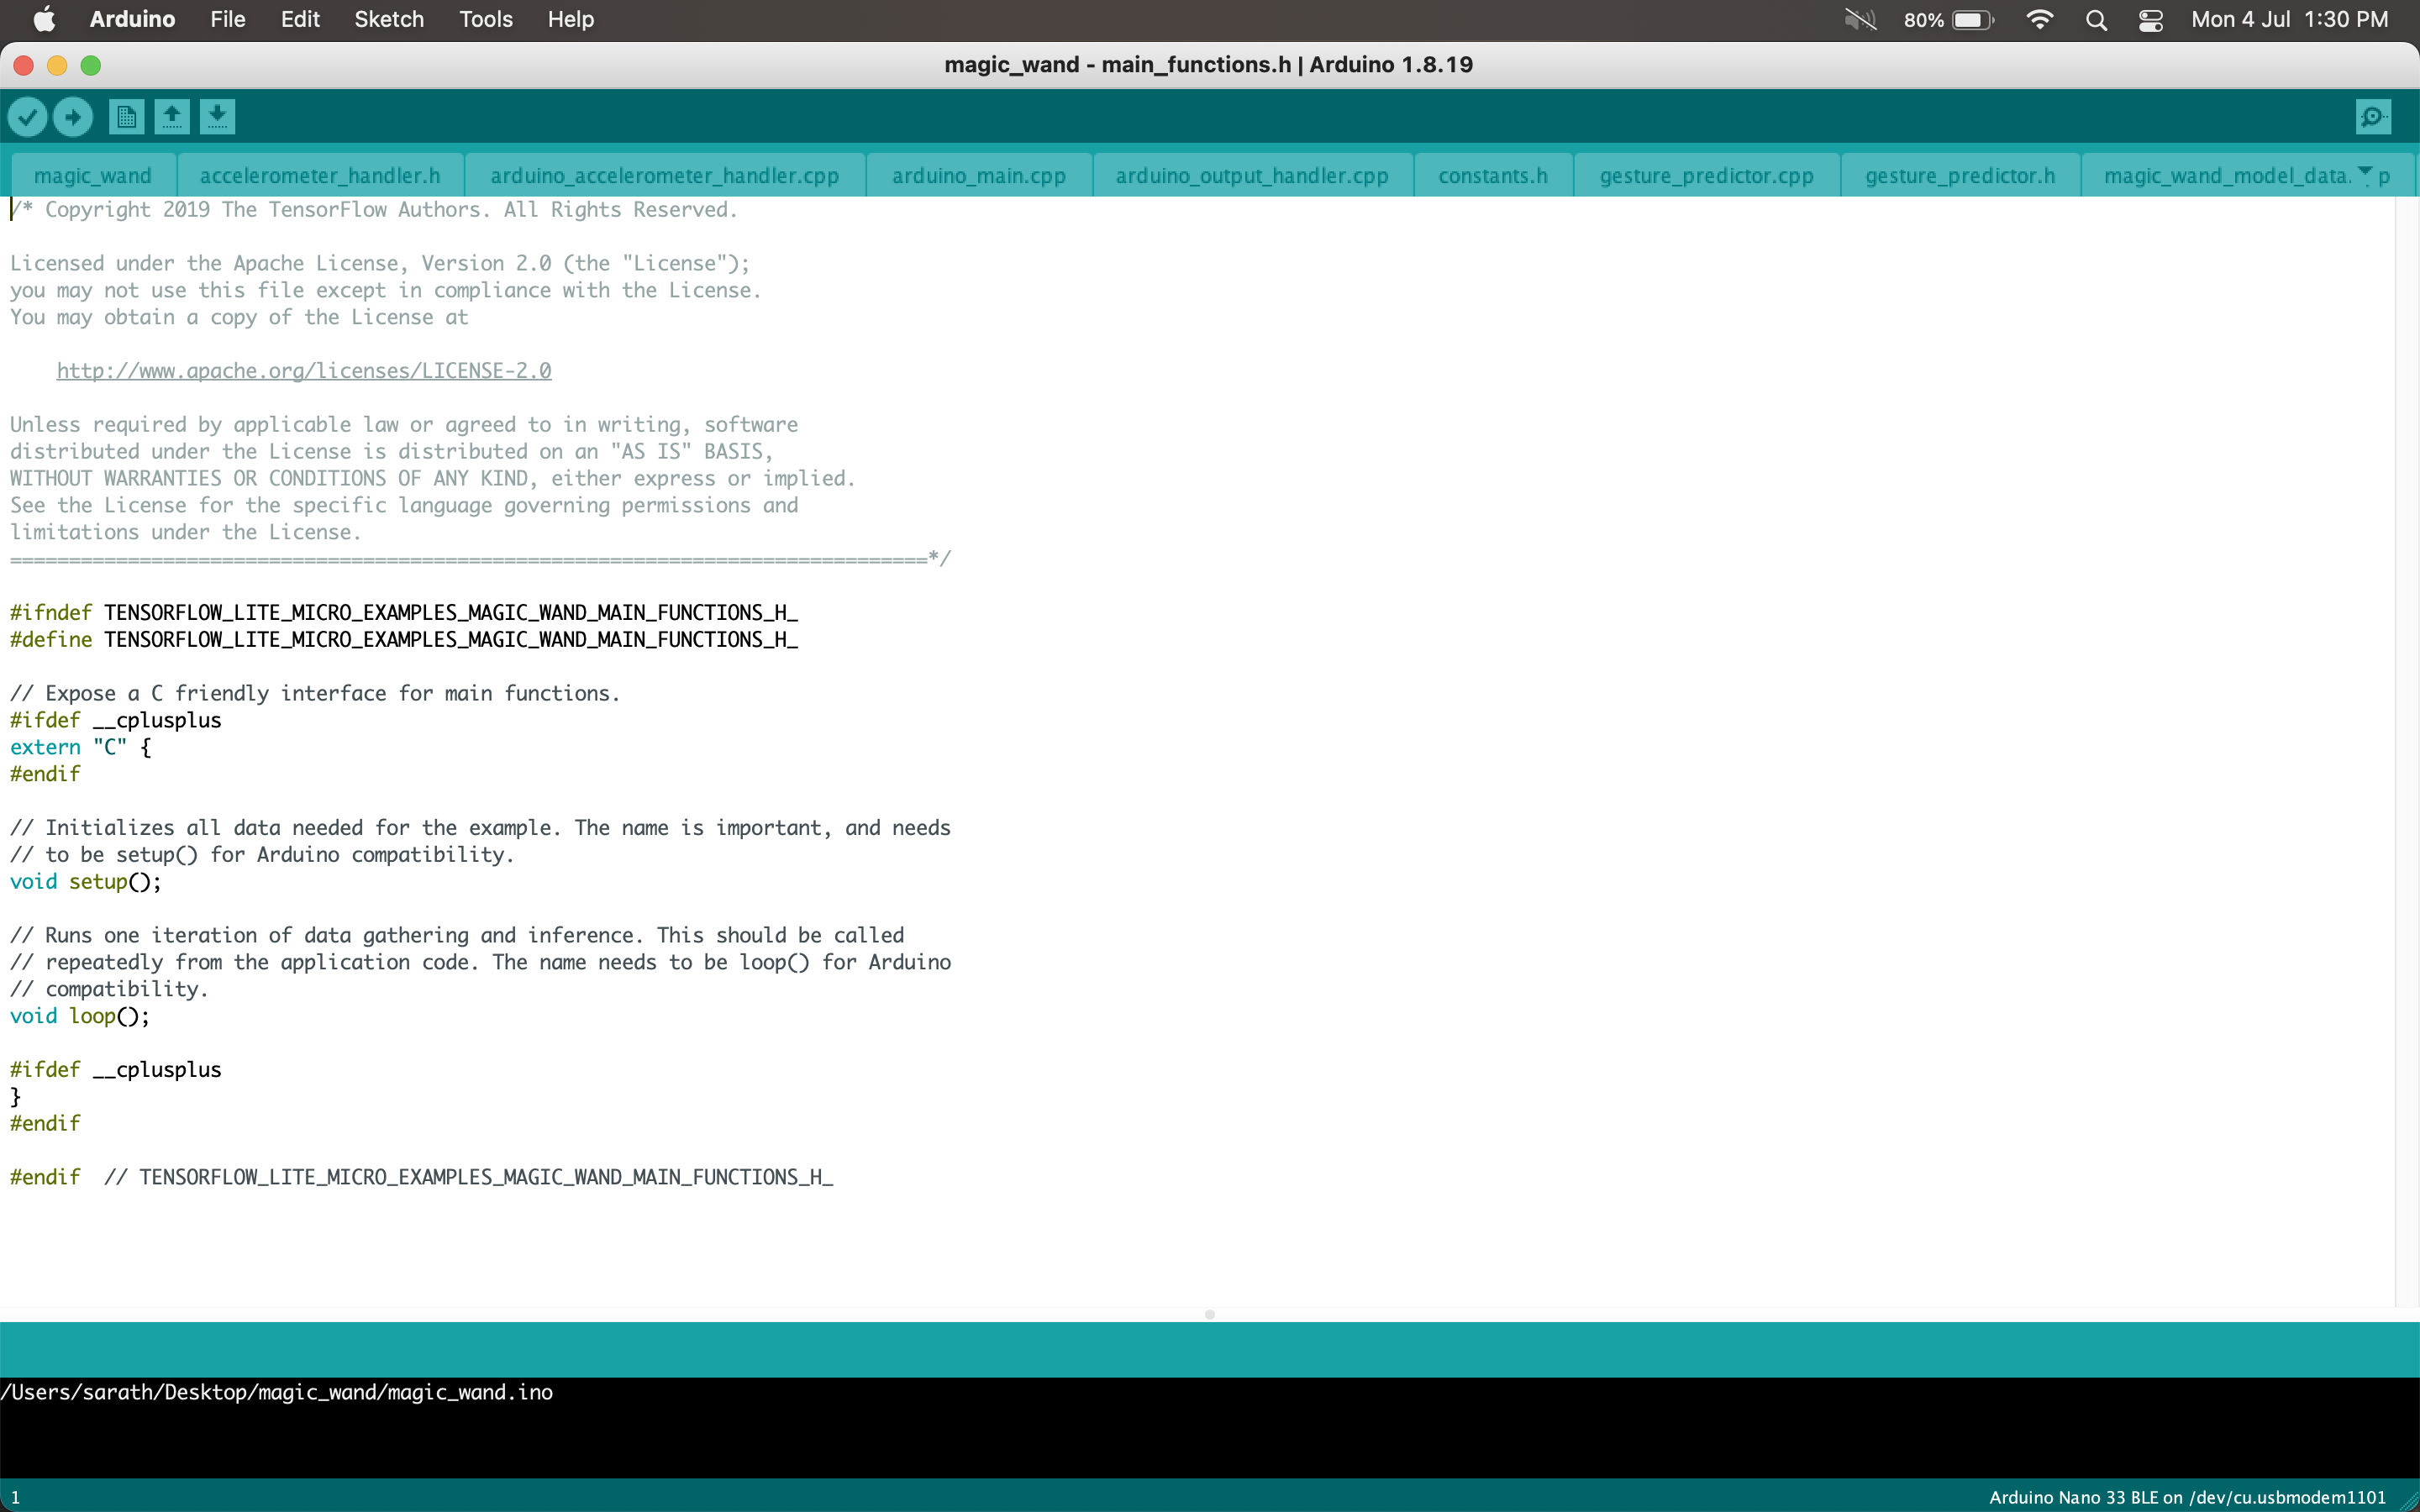 Arduino File Edit Sketch Tools Help 80% Mon 4 Jul 1:30 PM
magic_wand - main_functions.h | Arduino 1.8.19
magic_wand accelerometer_handler.h arduino_accelerometer_handler.cpp arduino_main.cpp arduino_output_handler.cpp constants.h gesture_predictor.cpp gesture_predictor.h magic_wand_model_data. p
/* Copyright 2019 The TensorFlow Authors. All Rights Reserved.
Licensed under the Apache License, Version 2.0 (the "License");
you may not use this file except in compliance with the License.
You may obtain a copy of the License at
http://www.apache.org/licenses/LICENSE-2.0
Unless required by applicable law or agreed to in writing, software
distributed under the License is distributed on an "AS IS" BASIS,
WITHOUT WARRANTIES OR CONDITIONS OF ANY KIND, either express or implied.
See the License for the specific language governing permissions and
limitations under the License.
==============================================================================*/
#ifndef TENSORFLOW_LITE_MICRO_EXAMPLES_MAGIC_WAND_MAIN_FUNCTIONS_H_
#define TENSORFLOW_LITE_MICRO_EXAMPLES_MAGIC_WAND_MAIN_FUNCTIONS_H_
// Expose a C friendly interface for main functions.
#ifdef __cplusplus
extern "C" {
#endif
// Initializes all data needed for the example. The name is important, and needs
// to be setup() for Arduino compatibility.
void setup();
// Runs one iteration of data gathering and inference. This should be called
// repeatedly from the application code. The name needs to be loop() for Arduino
// compatibility.
void loop();
#ifdef __cplusplus
}
#endif
#endif  // TENSORFLOW_LITE_MICRO_EXAMPLES_MAGIC_WAND_MAIN_FUNCTIONS_H_
/Users/sarath/Desktop/magic_wand/magic_wand.ino
1 Arduino Nano 33 BLE on /dev/cu.usbmodem1101